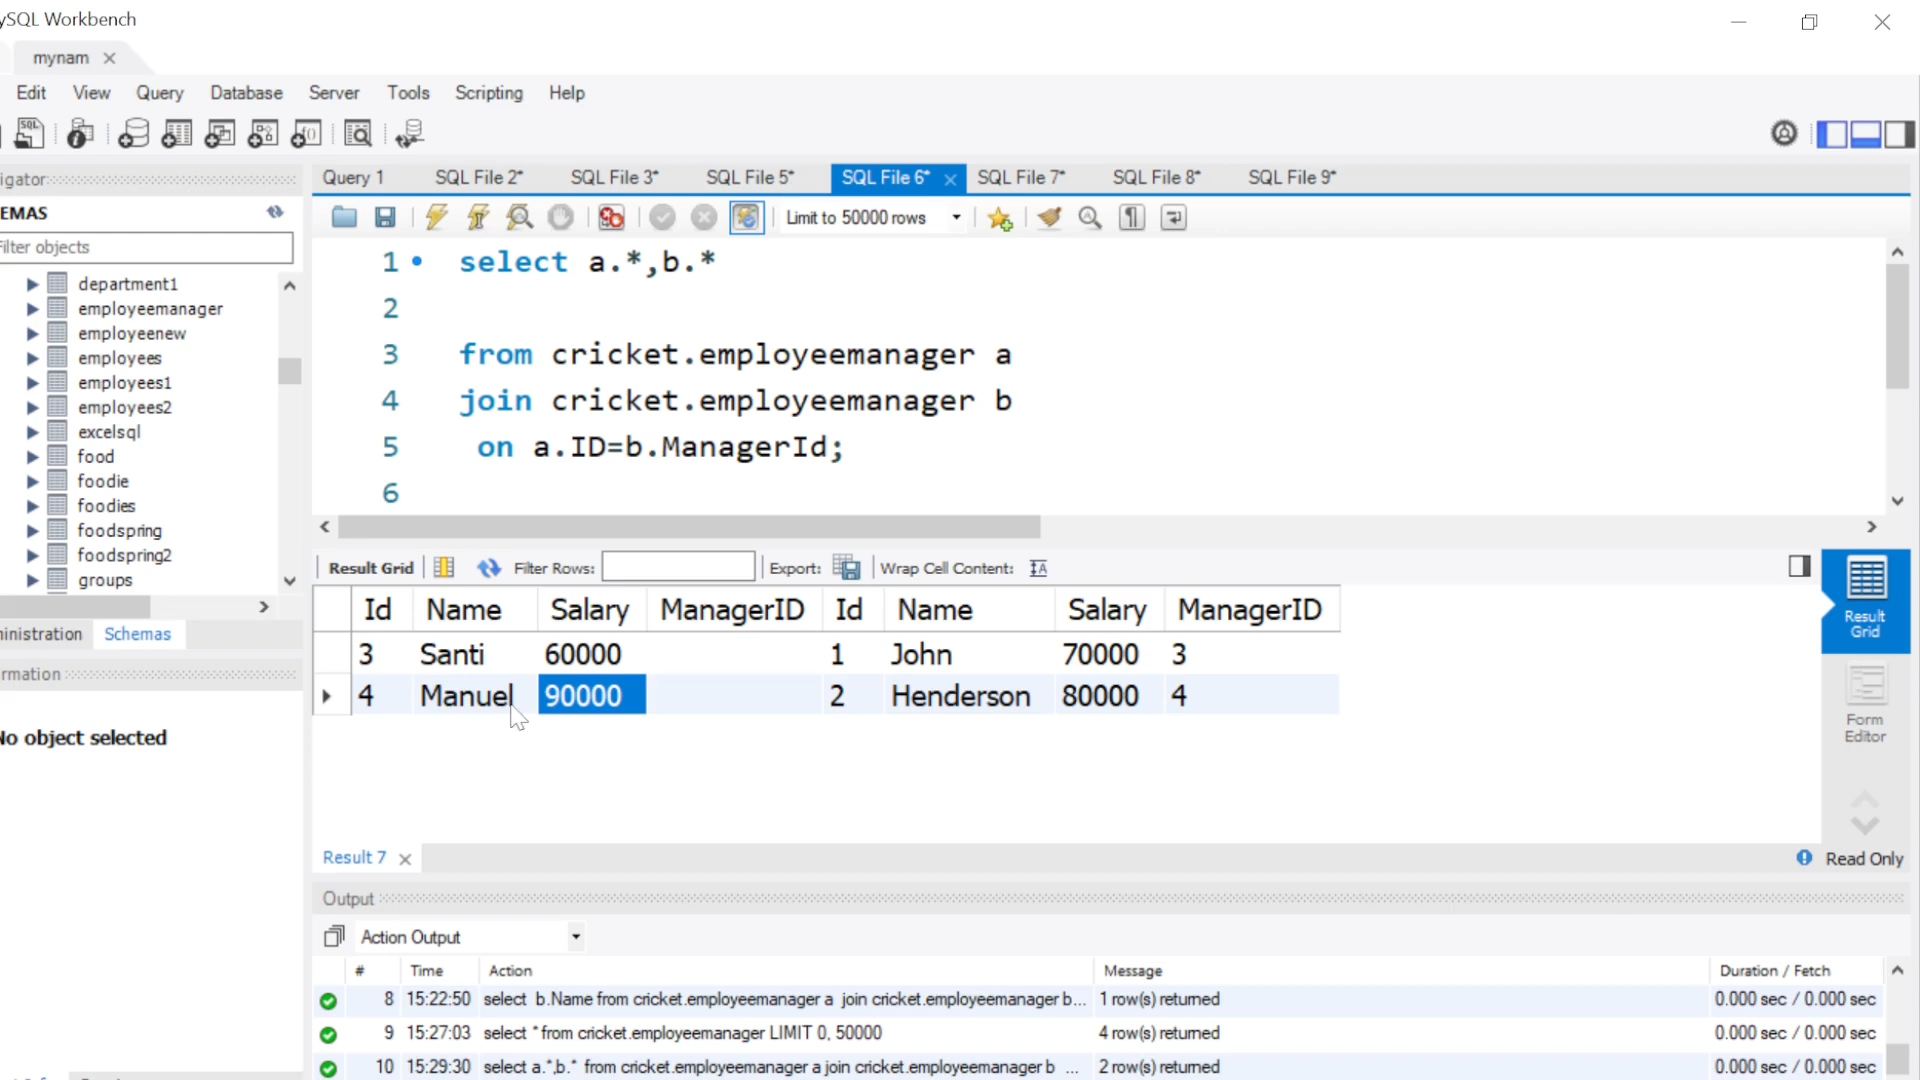 ySQL Workbench
mynam
Edit View Query Database Server Tools Scripting Help
SQL
igator
Query 1 SQL File 2* SQL File 3* SQL File 5* SQL File 6* SQL File 7* SQL File 8* SQL File 9*
EMAS
Limit to 50000 rows
Filter objects
department1
employeemanager
employeenew
employees
employees1
employees2
excelsql
food
foodie
foodies
foodspring
foodspring2
groups
1 select a.*,b.*
2
3 from cricket.employeemanager a
4 join cricket.employeemanager b
5 on a.ID=b.ManagerId;
6
Result Grid Filter Rows: Export: Wrap Cell Content: IA
Id Name Salary ManagerID Id Name Salary ManagerID
3 Santi 60000 1 John 70000 3
4 Manuel 90000 2 Henderson 80000 4
Result
Grid
Form
Editor
ninistration Schemas
rmation
No object selected
Result 7 Read Only
Output
Action Output
# Time Action Message Duration / Fetch
8 15:22:50 select b.Name from cricket.employeemanager a join cricket.employeemanager b... 1 row(s) returned 0.000 sec / 0.000 sec
9 15:27:03 select * from cricket.employeemanager LIMIT 0, 50000 4 row(s) returned 0.000 sec / 0.000 sec
10 15:29:30 select a.*,b.* from cricket.employeemanager a join cricket.employeemanager b ... 2 row(s) returned 0.000 sec / 0.000 sec